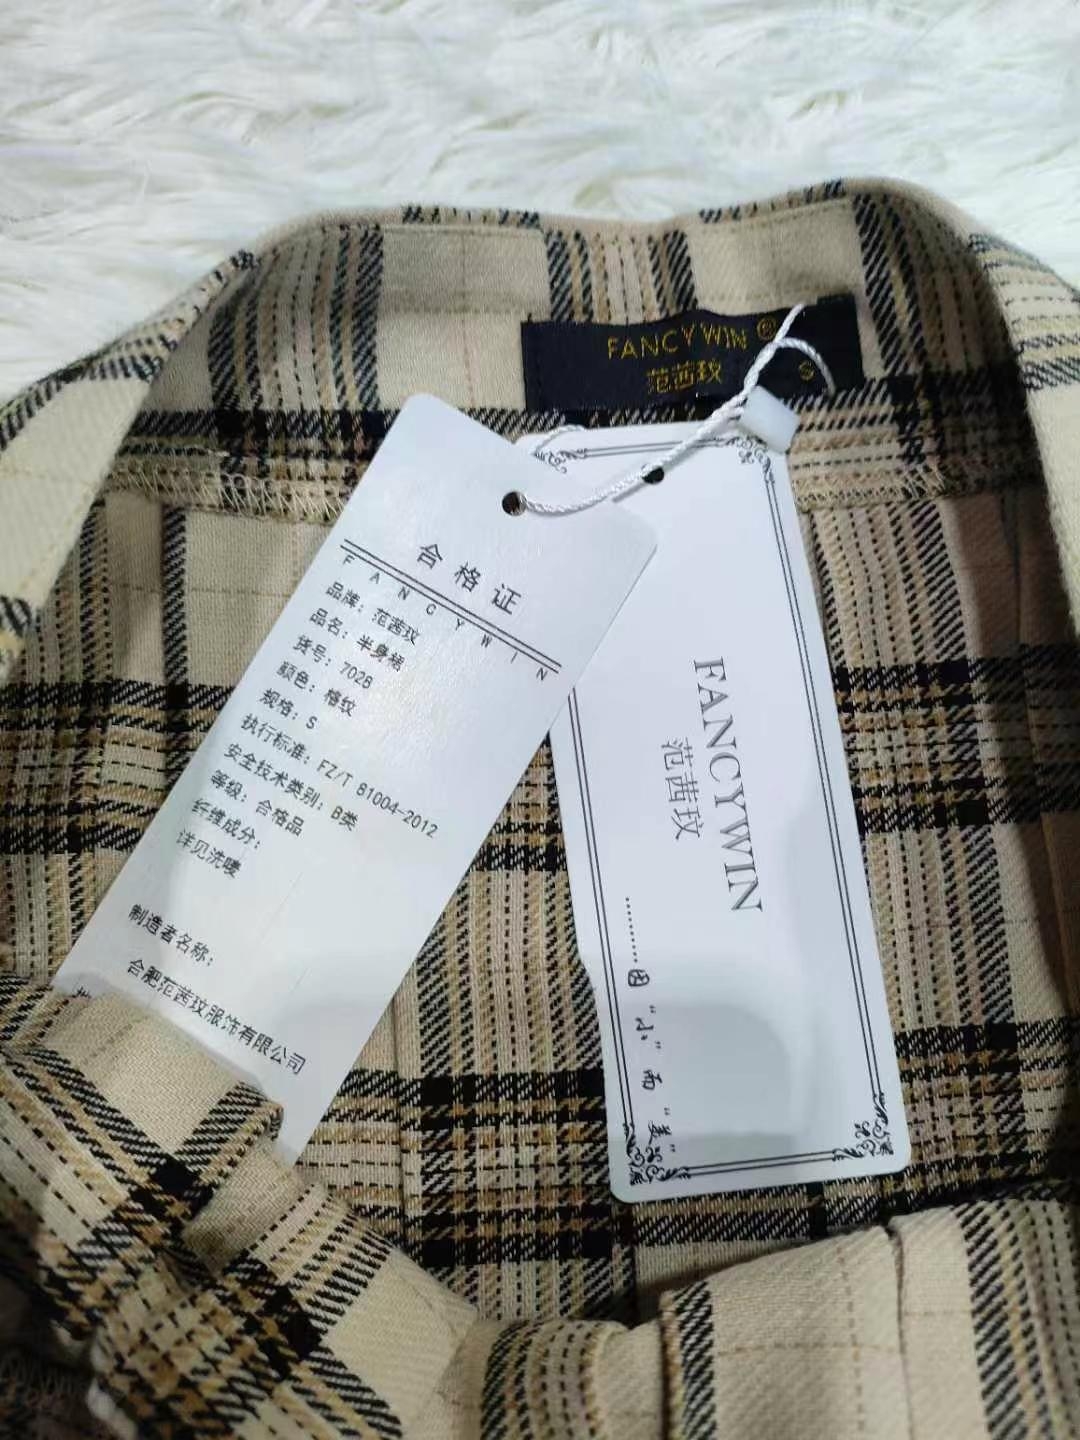 FANCYWIN®
范茜玟
S
合格证
FANCYWIN
品牌：范茜玟
品名：半身裙
货号：7028
颜色：格纹
规格：S
执行标准：FZ/T 81004-2012
安全技术类别：B类
等级：合格品
纤维成分：
详见洗唛
制造者名称：
合肥范茜玟服饰有限公司
FANCYWIN
范茜玟
………因“小”而“美”